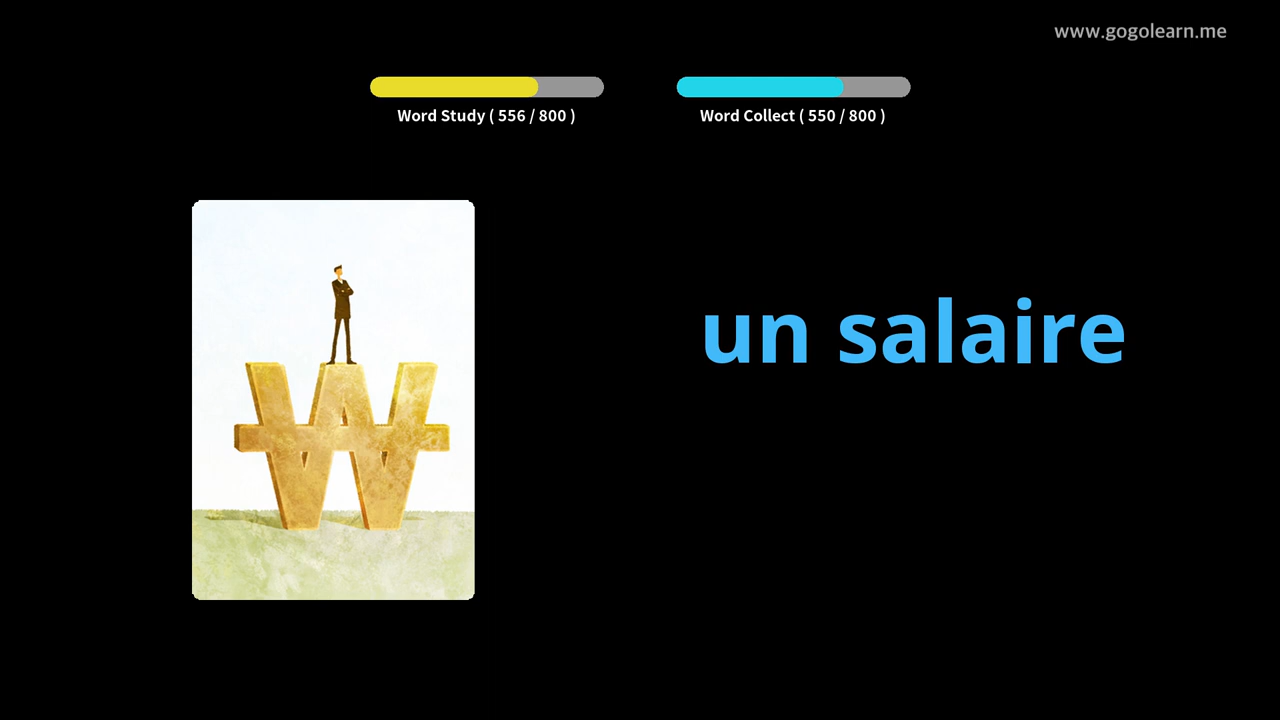 www.gogolearn.me
Word Study ( 556 / 800 )
Word Collect ( 550 / 800 )
₩
un salaire